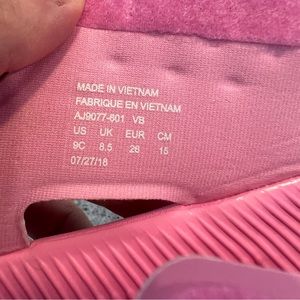 MADE IN VIETNAM
FABRIQUE EN VIETNAM
AJ9077-601 VB
US UK EUR CM
9C 8.5 26 15
07/27/18